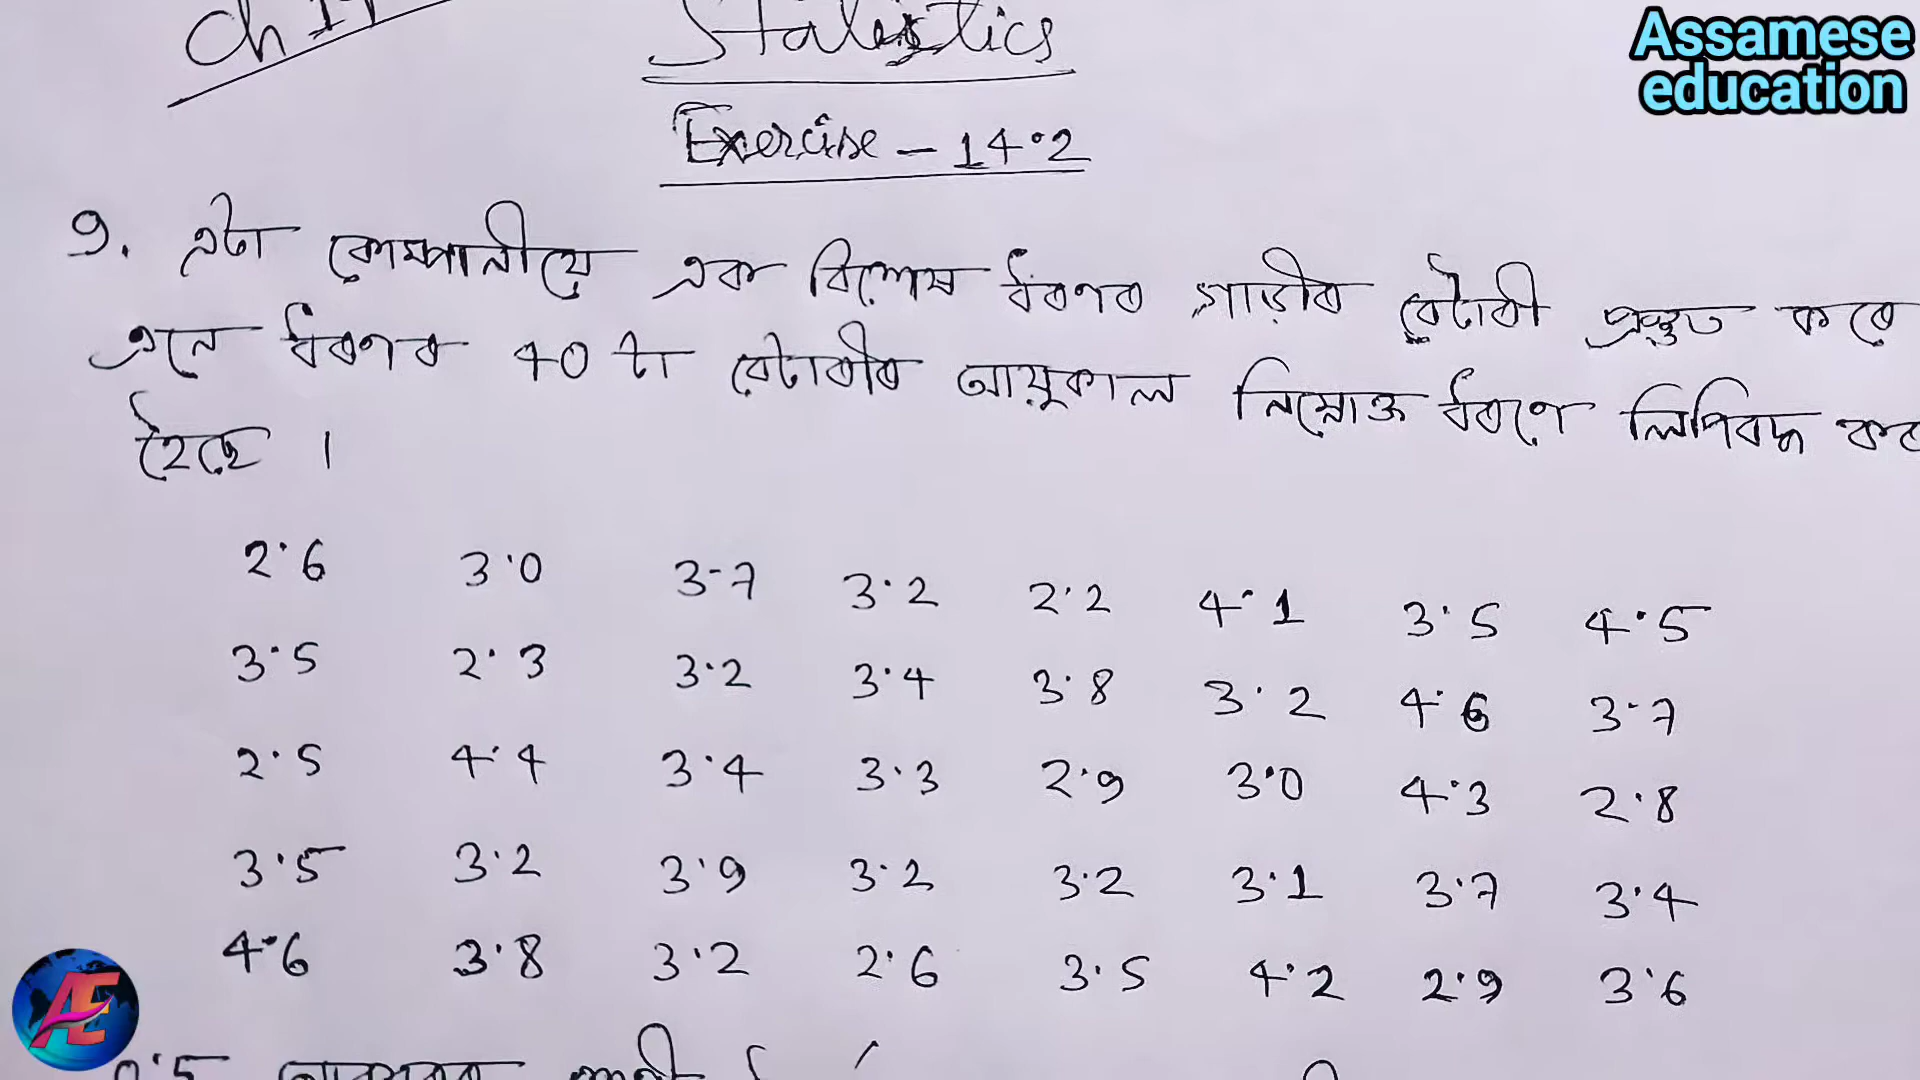 Ch 14
Statistics
Assamese
education
Exercise - 14.2
9. এটা কোম্পানীয়ে এক বিশেষ ধৰণৰ গাড়ীৰ বেটাৰী প্ৰস্তুত কৰে
এনে ধৰণৰ 40 টা বেটাৰীৰ আয়ুকাল নিম্নোক্ত ধৰণে লিপিবদ্ধ কৰা
হৈছে ।
2.6 3.0 3.7 3.2 2.2 4.1 3.5 4.5
3.5 2.3 3.2 3.4 3.8 3.2 4.6 3.7
2.5 4.4 3.4 3.3 2.9 3.0 4.3 2.8
3.5 3.2 3.9 3.2 3.2 3.1 3.7 3.4
4.6 3.8 3.2 2.6 3.5 4.2 2.9 3.6
AE